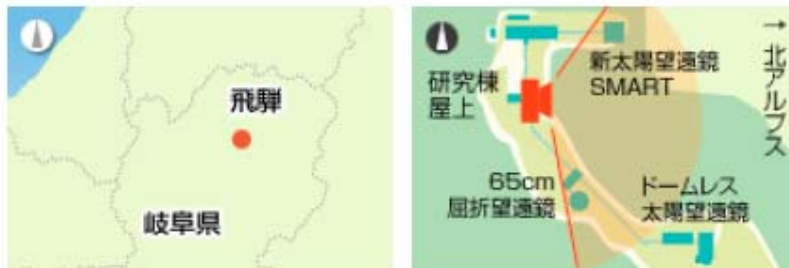 飛騨
岐阜県
新太陽望遠鏡
SMART
研究棟
屋上
→北アルプス
65cm
屈折望遠鏡
ドームレス
太陽望遠鏡